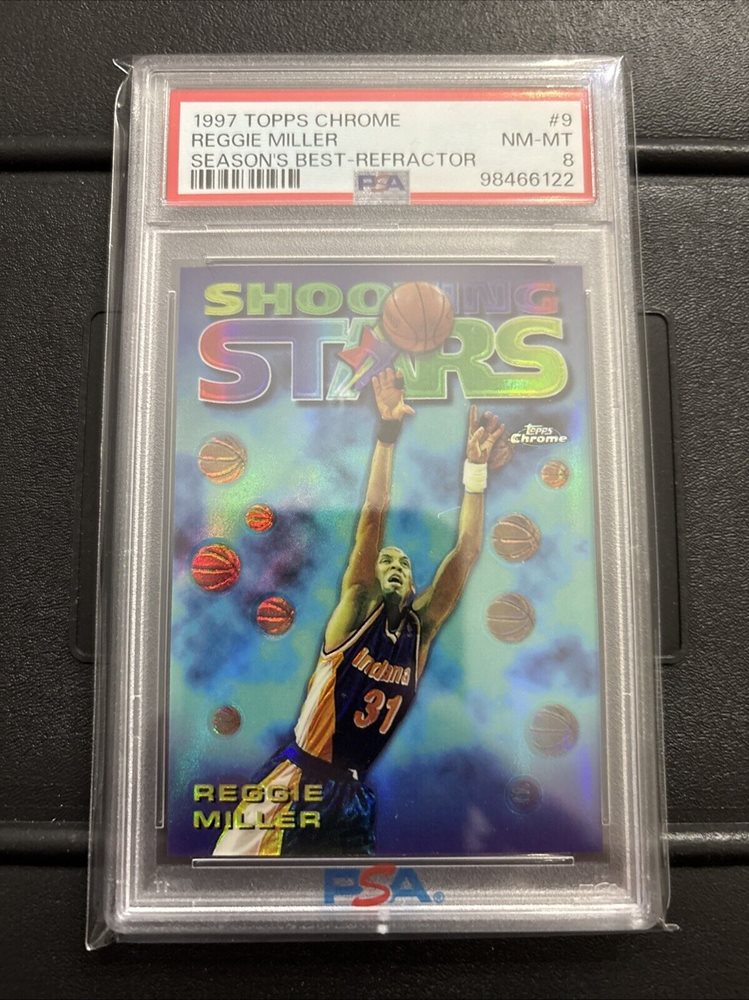 1997 TOPPS CHROME #9
REGGIE MILLER NM-MT
SEASON'S BEST-REFRACTOR 8
PSA 98466122
SHOOTING
STARS
TOPPS
Chrome
Indiana
31
REGGIE
MILLER
PSA